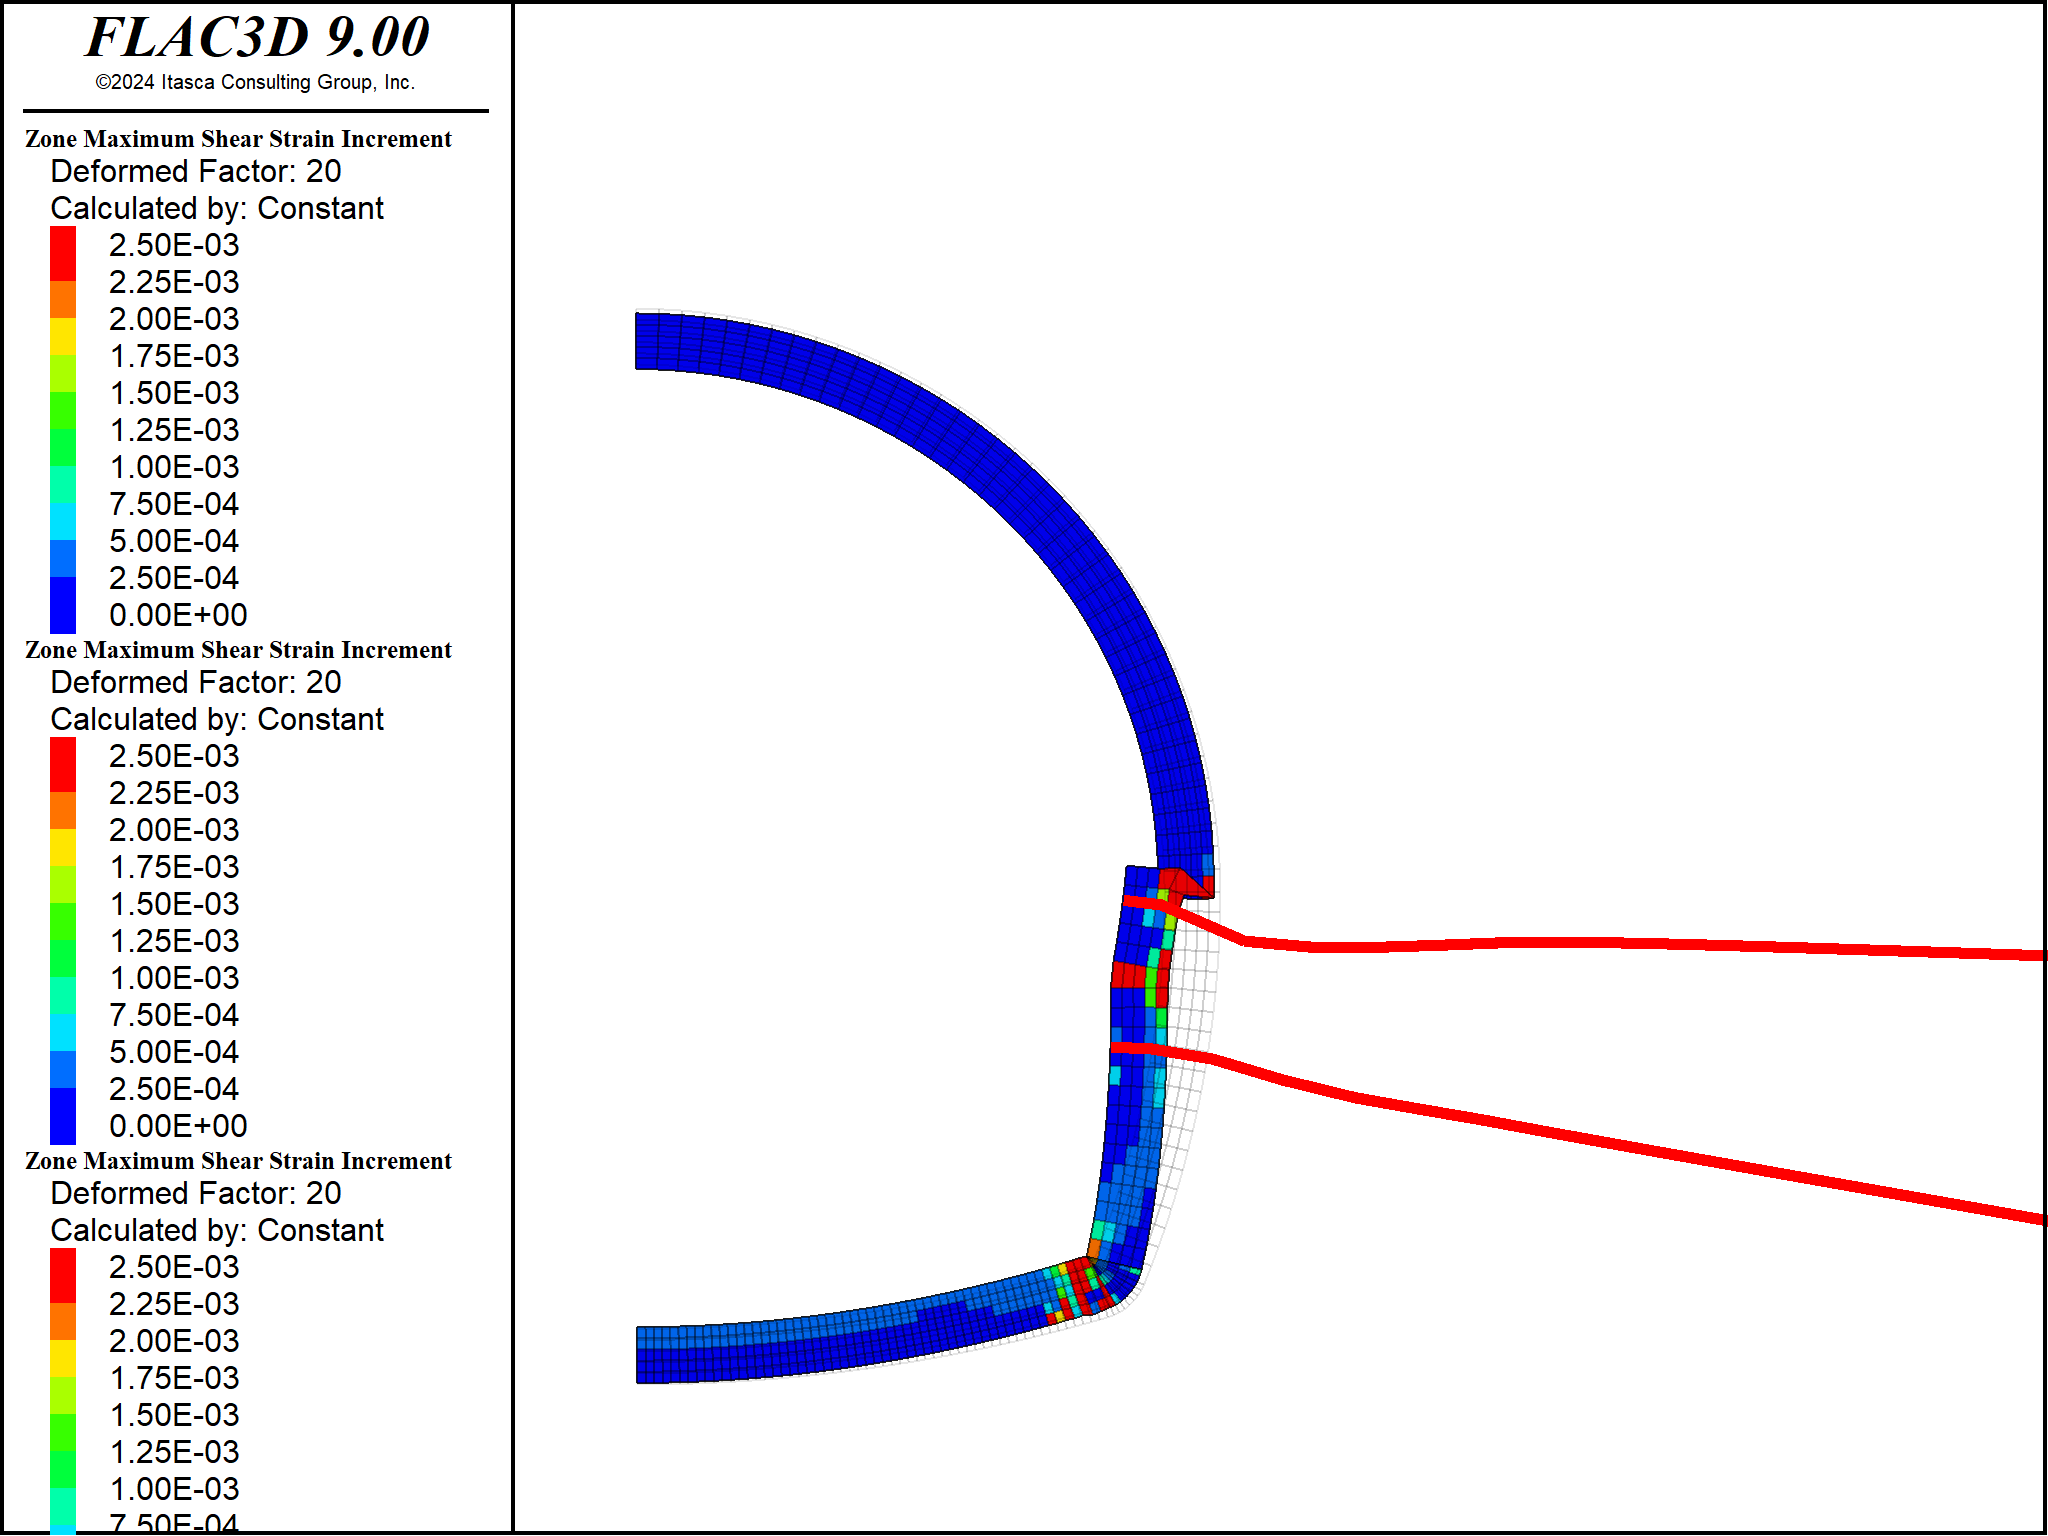 FLAC3D 9.00
©2024 Itasca Consulting Group, Inc.
Zone Maximum Shear Strain Increment
Deformed Factor: 20
Calculated by: Constant
2.50E-03
2.25E-03
2.00E-03
1.75E-03
1.50E-03
1.25E-03
1.00E-03
7.50E-04
5.00E-04
2.50E-04
0.00E+00
Zone Maximum Shear Strain Increment
Deformed Factor: 20
Calculated by: Constant
2.50E-03
2.25E-03
2.00E-03
1.75E-03
1.50E-03
1.25E-03
1.00E-03
7.50E-04
5.00E-04
2.50E-04
0.00E+00
Zone Maximum Shear Strain Increment
Deformed Factor: 20
Calculated by: Constant
2.50E-03
2.25E-03
2.00E-03
1.75E-03
1.50E-03
1.25E-03
1.00E-03
7.50E-04